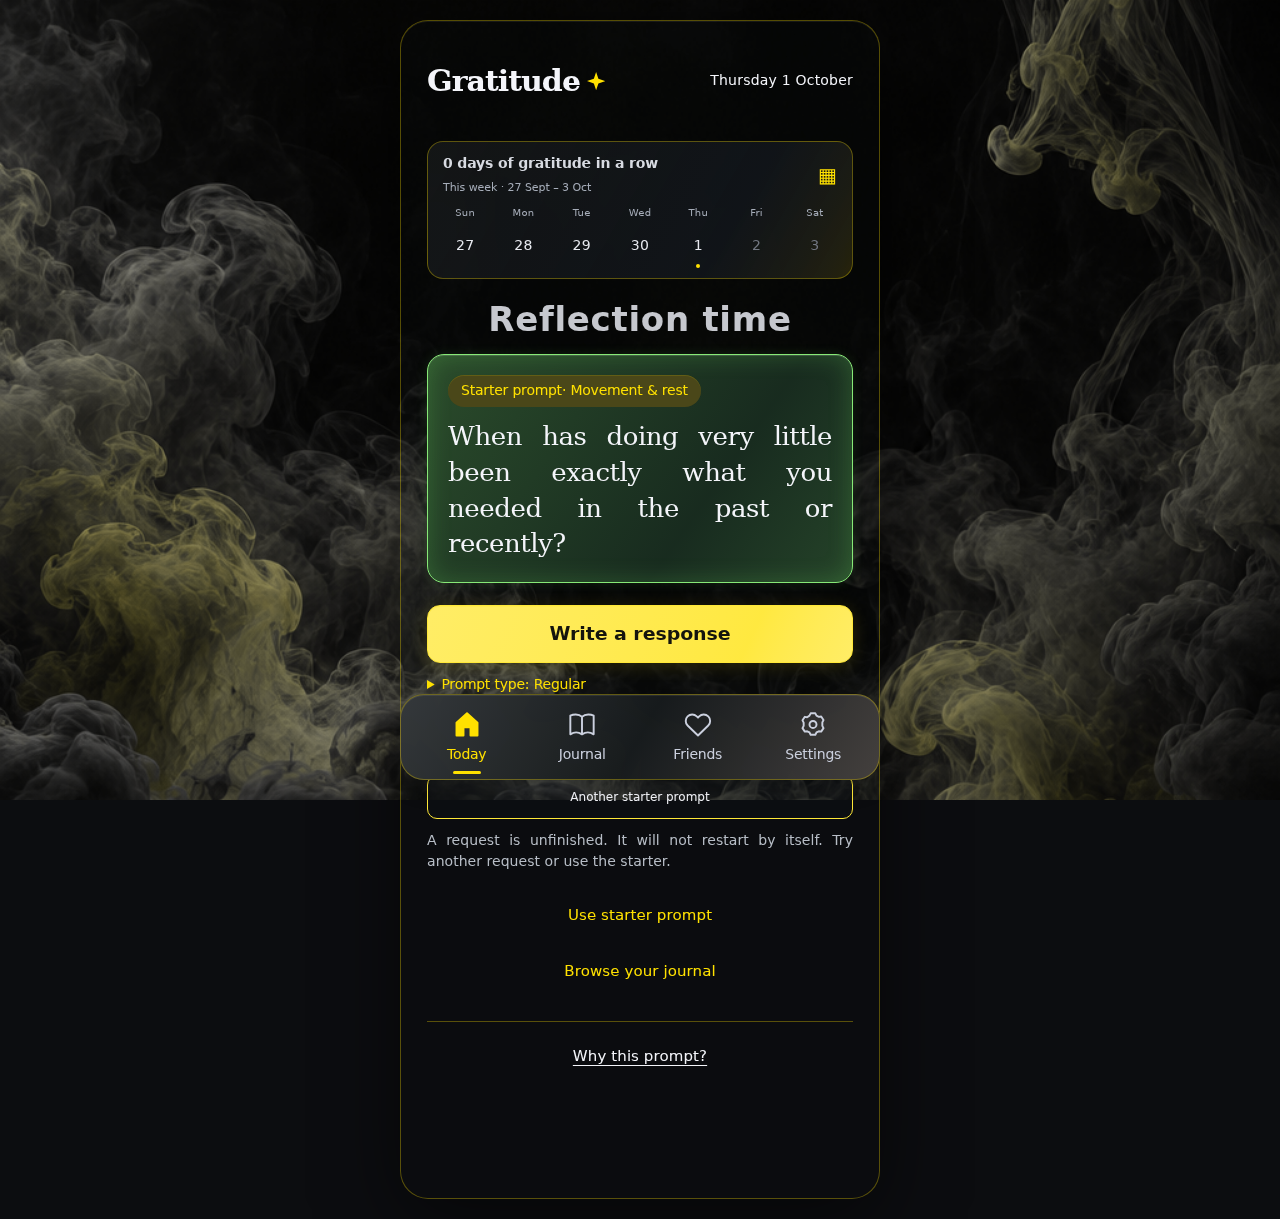 Gratitude
Thursday 1 October
0 days of gratitude in a row
This week · 27 Sept – 3 Oct
Sun Mon Tue Wed Thu Fri Sat
27 28 29 30 1 2 3
Reflection time
Starter prompt· Movement & rest
When has doing very little
been exactly what you
needed in the past or
recently?
Write a response
Prompt type: Regular
Today Journal Friends Settings
Another starter prompt
A request is unfinished. It will not restart by itself. Try
another request or use the starter.
Use starter prompt
Browse your journal
Why this prompt?